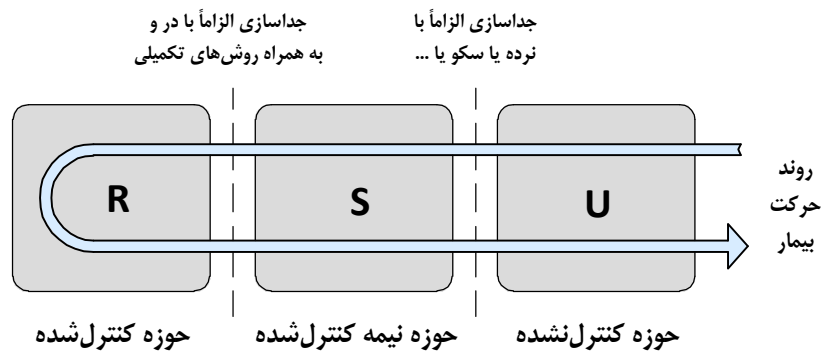 جداسازی الزاماً با
نرده یا سکو یا ...
جداسازی الزاماً با در و
به همراه روش‌های تکمیلی
روند
حرکت
بیمار
U
S
R
حوزه کنترل‌نشده
حوزه نیمه کنترل‌شده
حوزه کنترل‌شده